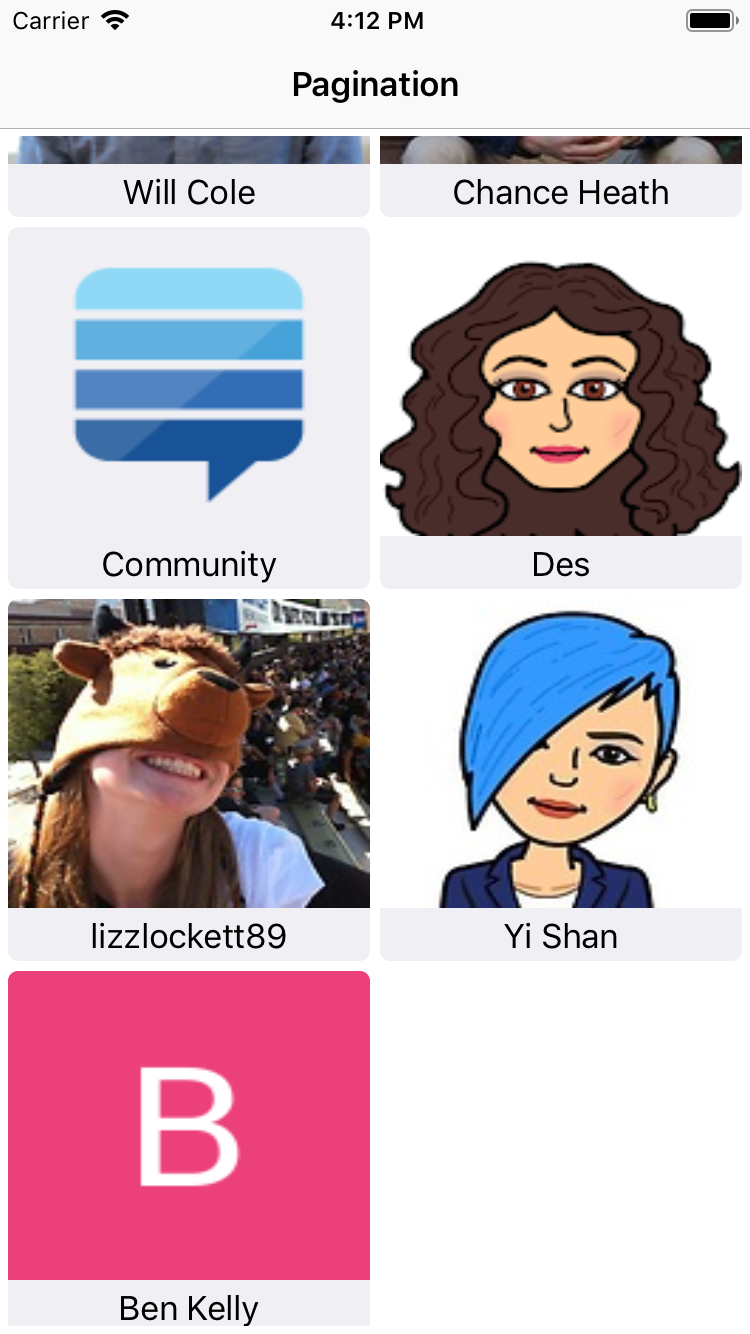 Carrier 4:12 PM
Pagination
Will Cole Chance Heath
Community Des
lizzlockett89 Yi Shan
B
Ben Kelly